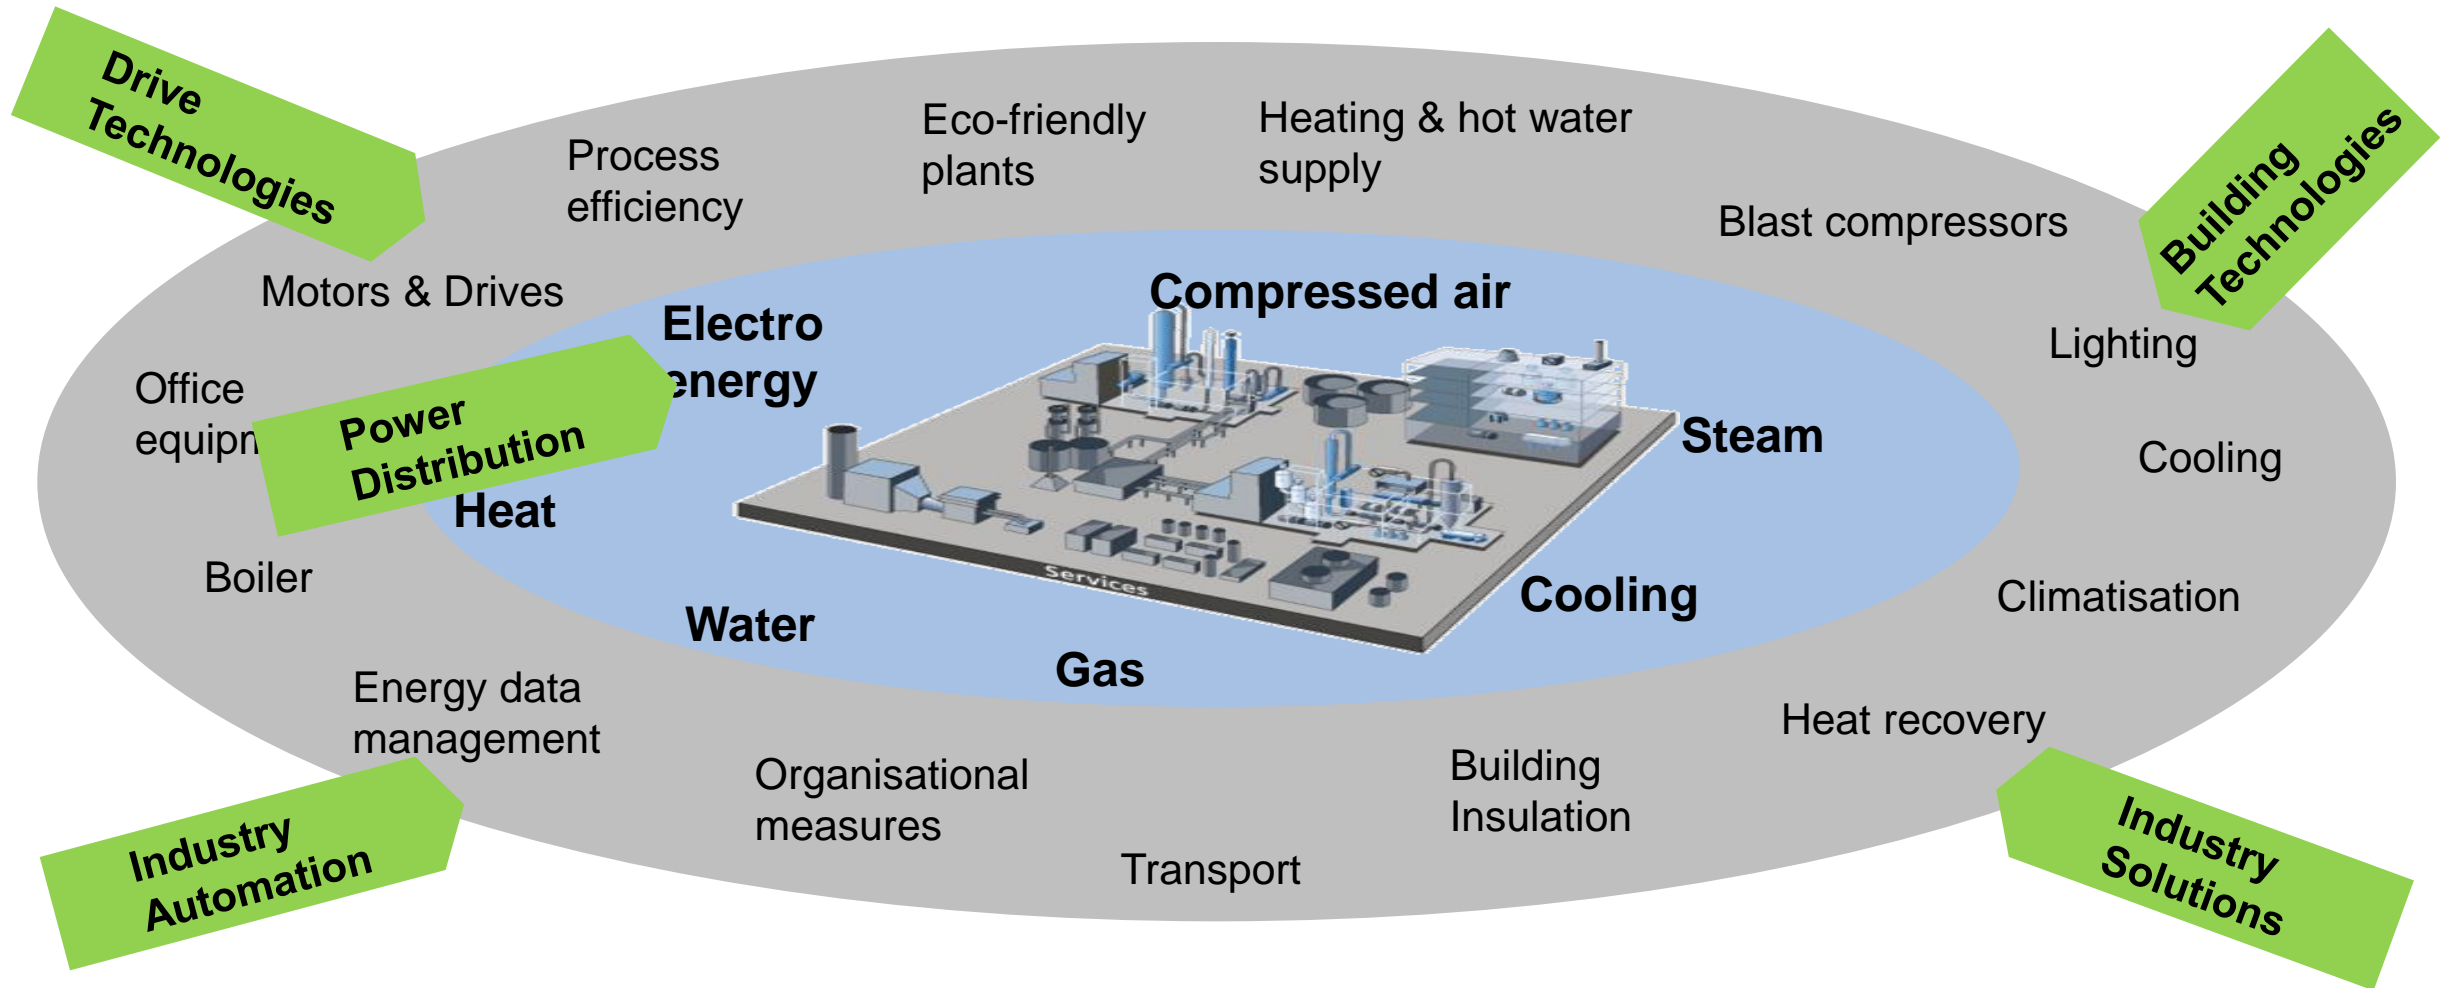 Drive
Technologies
Process
efficiency
Eco-friendly
plants
Heating & hot water
supply
Blast compressors
Building
Technologies
Motors & Drives
Electro
energy
Compressed air
Lighting
Office
Power
Distribution
Steam
Cooling
Heat
Boiler
Services
Cooling
Climatisation
Water
Gas
Energy data
management
Heat recovery
Organisational
measures
Building
Insulation
Transport
Industry
Automation
Industry
Solutions